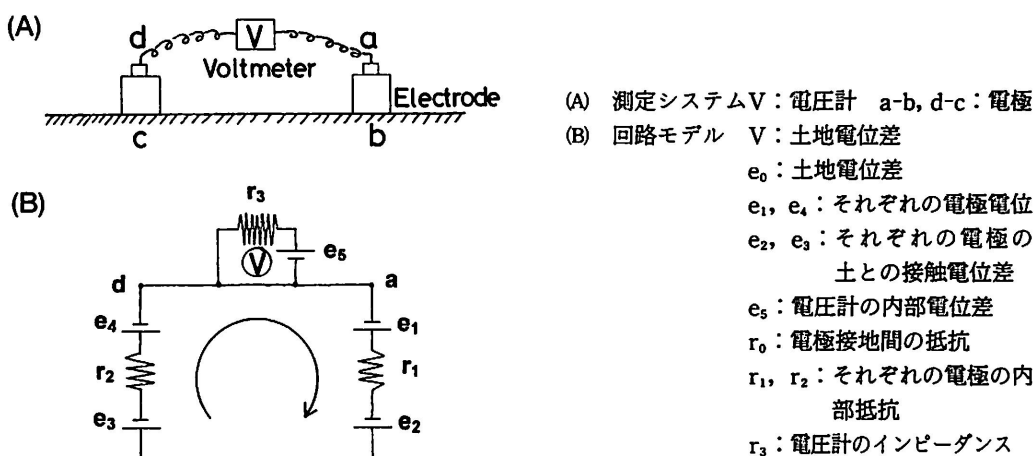 (A)
d
V
a
Voltmeter
Electrode
c
b
(B)
r₃
V
e₅
d
a
e₄
e₁
r₂
r₁
e₃
e₂
(A) 測定システムV：電圧計 a-b, d-c：電極
(B) 回路モデル V：土地電位差
e₀：土地電位差
e₁, e₄：それぞれの電極電位
e₂, e₃：それぞれの電極の
土との接触電位差
e₅：電圧計の内部電位差
r₀：電極接地間の抵抗
r₁, r₂：それぞれの電極の内
部抵抗
r₃：電圧計のインピーダンス